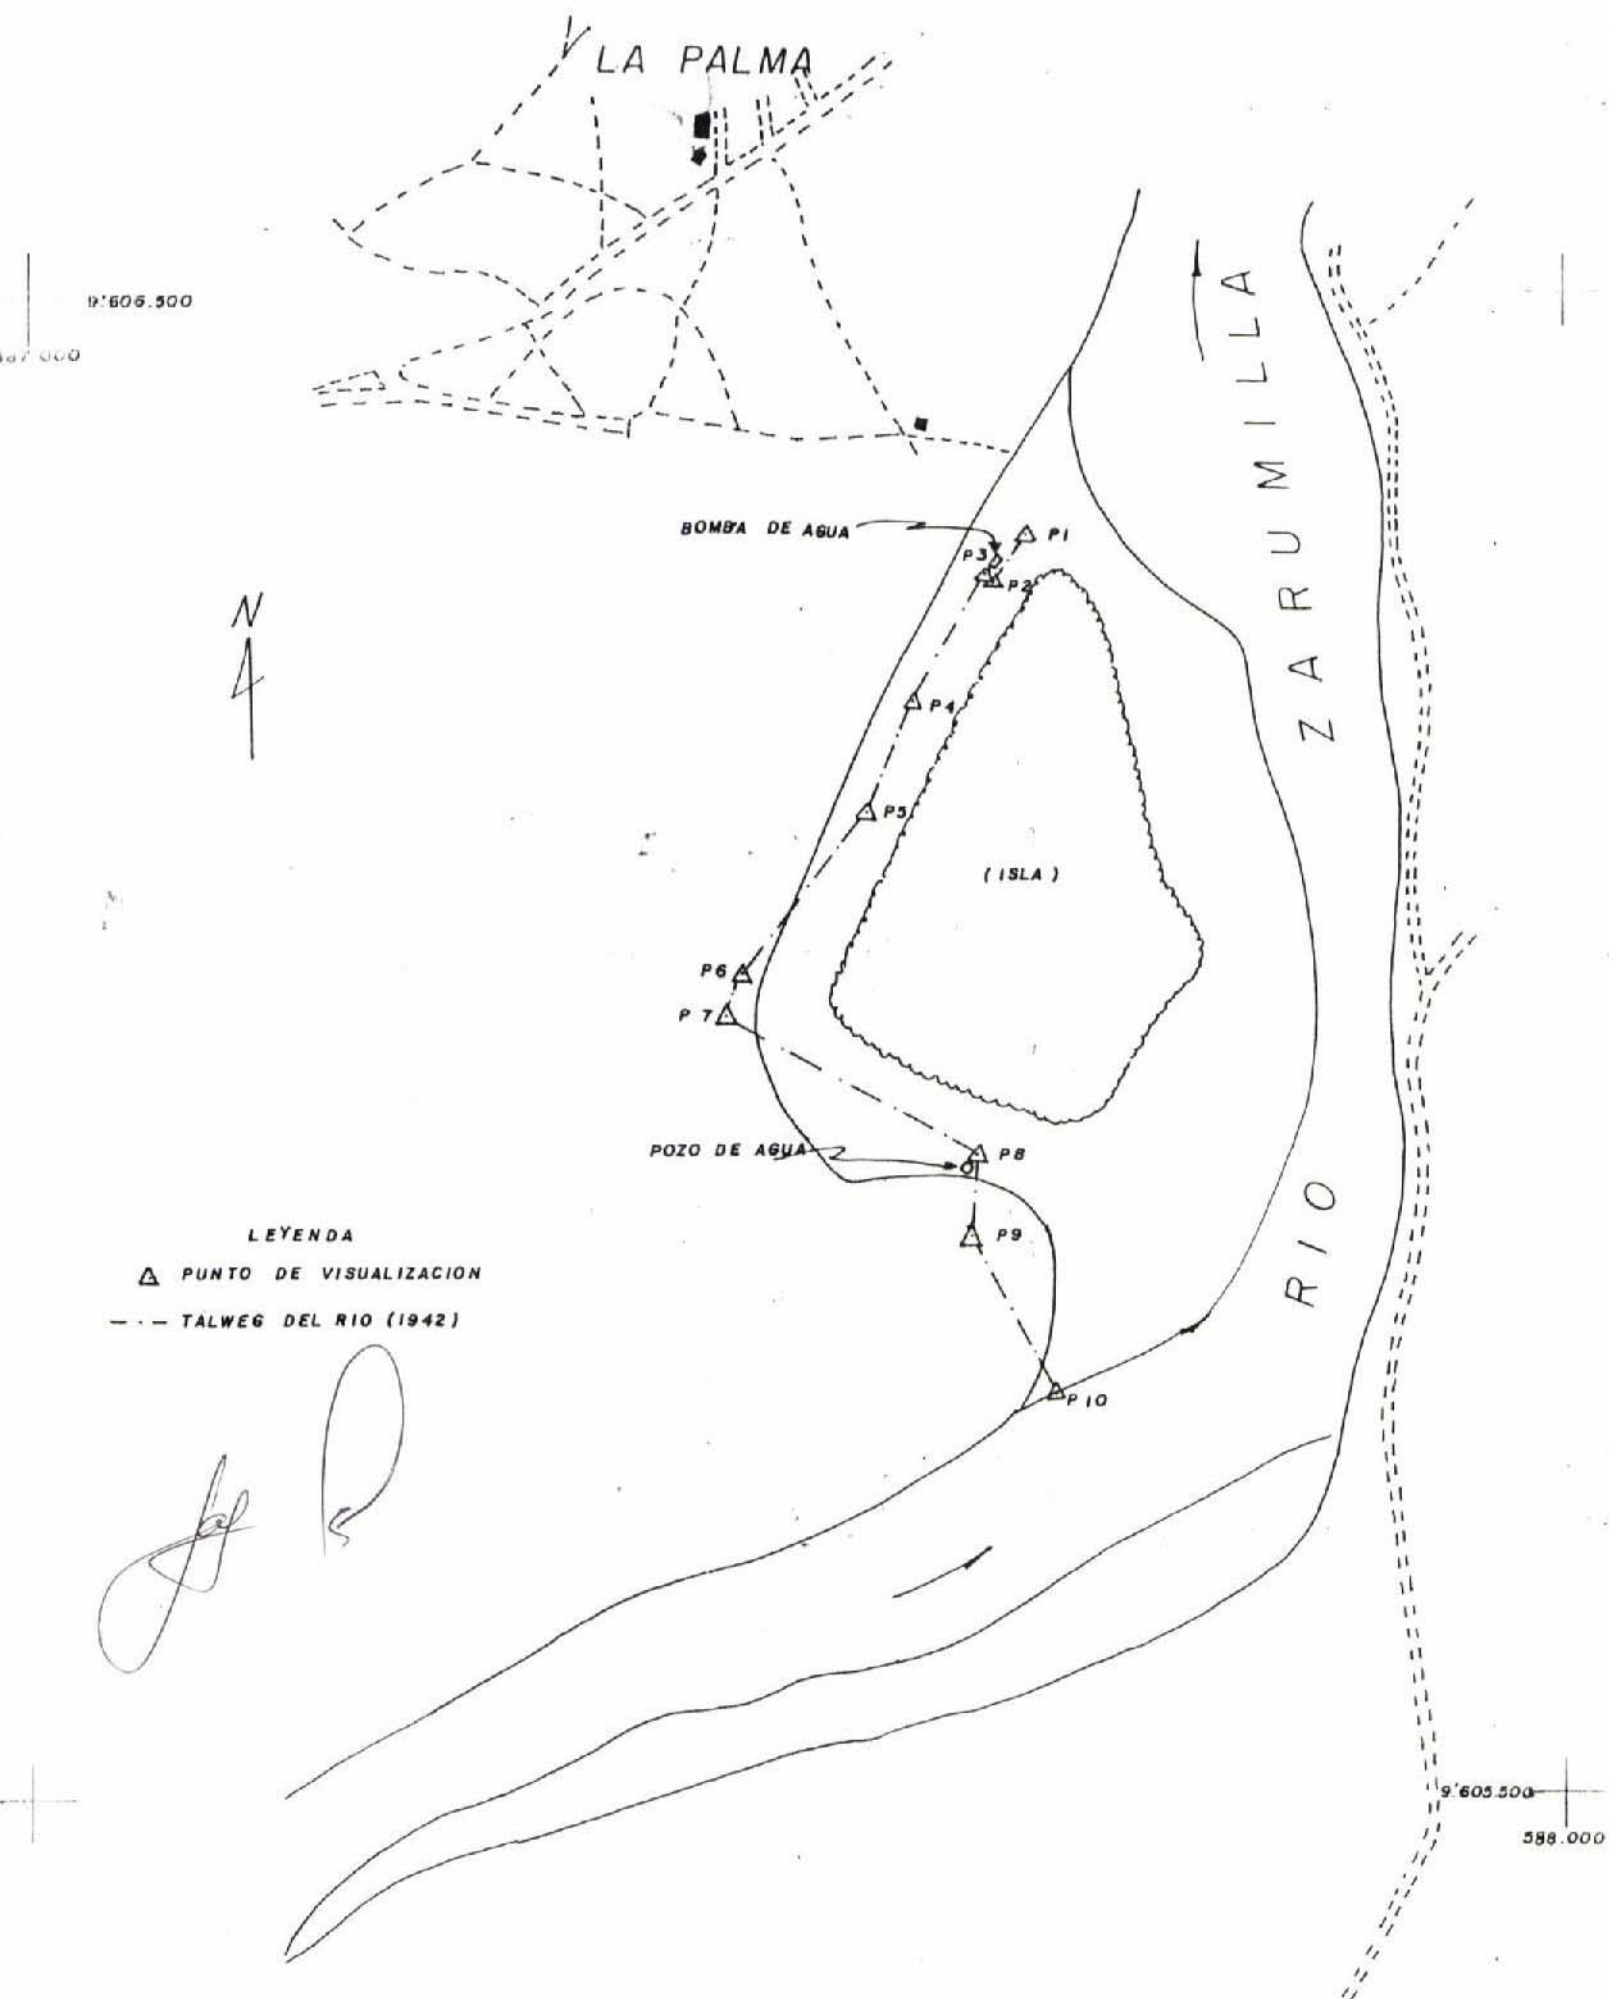 LA PALMA
9'606.500
BOMBA DE AGUA
P1
P3
P2
N
P4
P5
(ISLA)
P6
P7
POZO DE AGUA
P8
P9
P10
RIO ZARUMILLA
LEYENDA
PUNTO DE VISUALIZACION
TALWEG DEL RIO (1942)
9'605.500
588.000